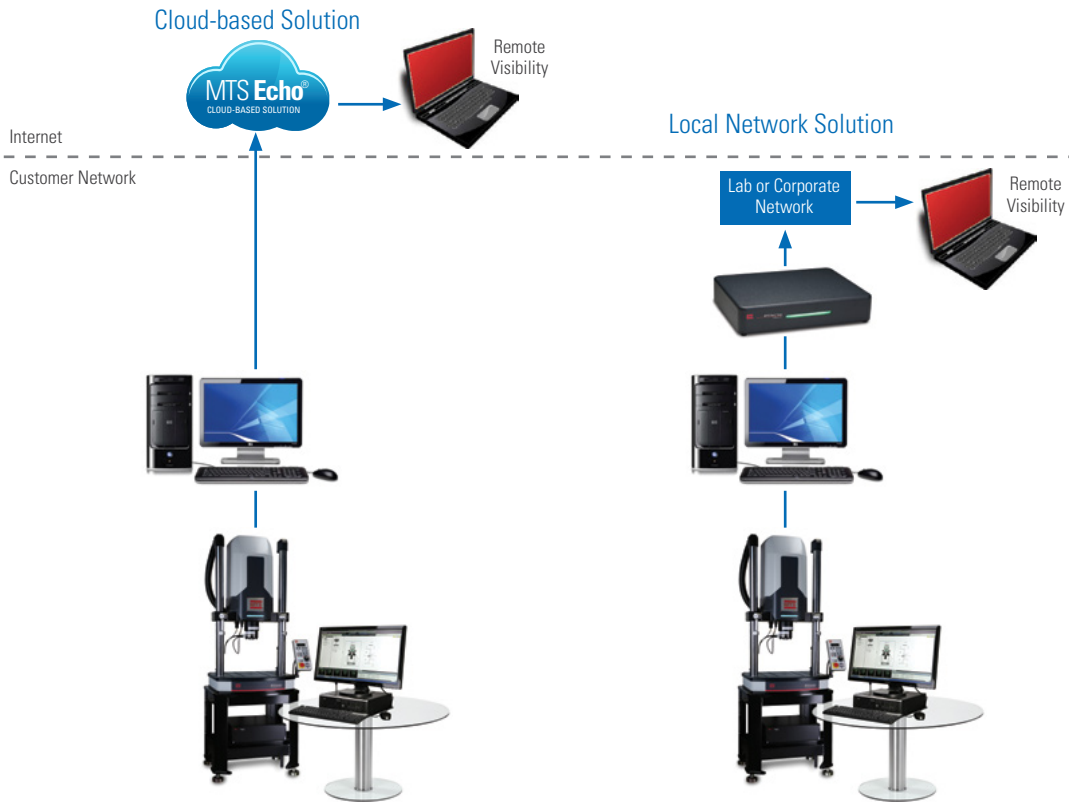 Cloud-based Solution
MTS Echo®
CLOUD-BASED SOLUTION
Remote
Visibility
Internet
Local Network Solution
Customer Network
Lab or Corporate
Network
Remote
Visibility